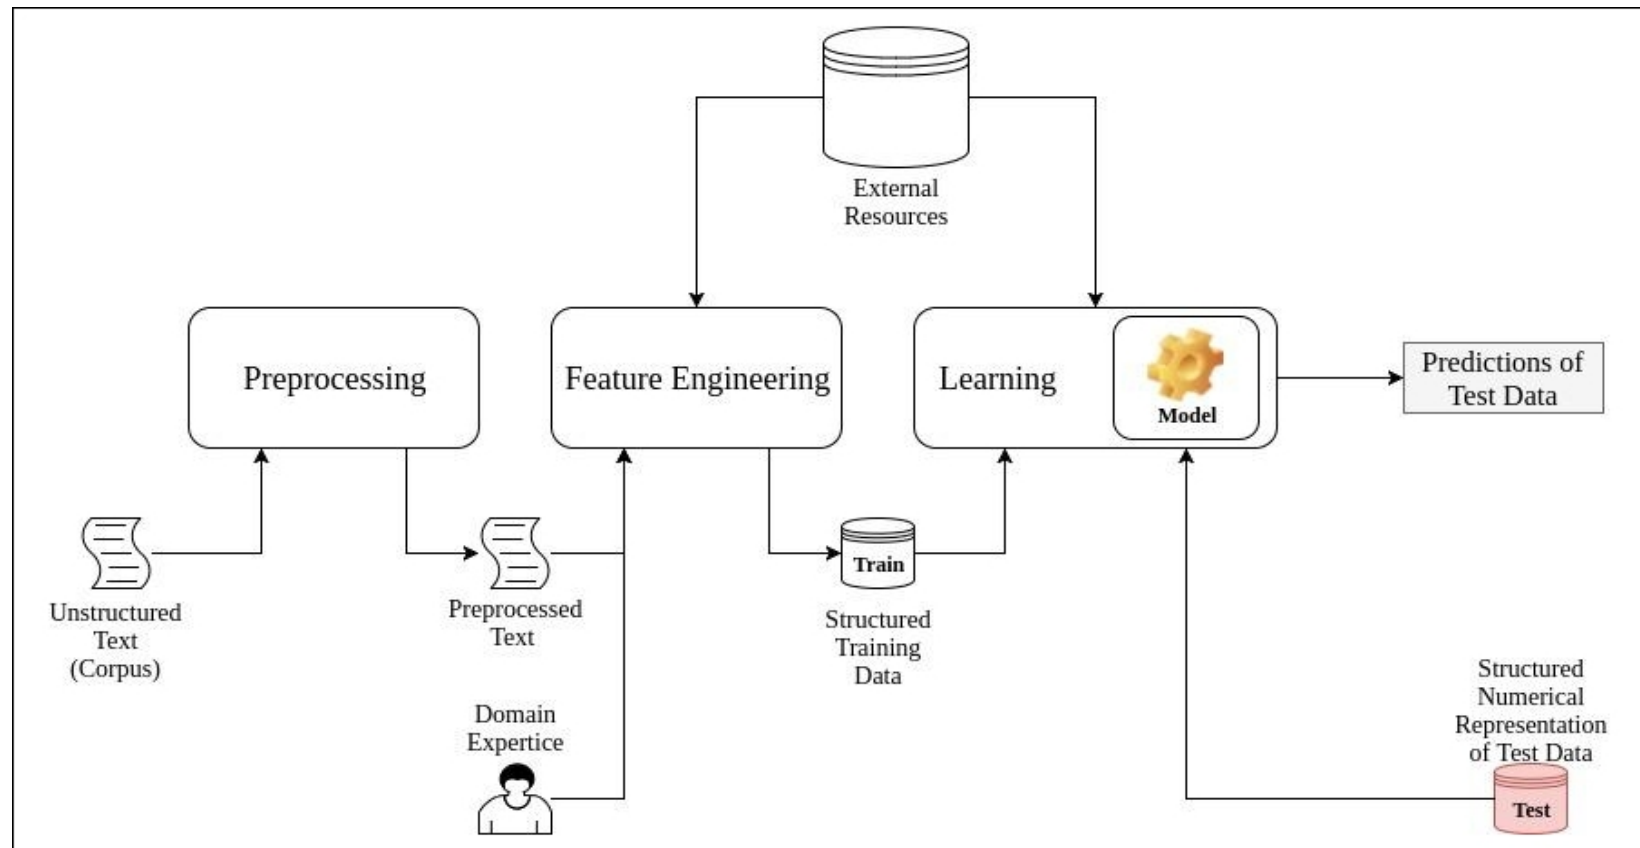 External
Resources
Preprocessing
Feature Engineering
Learning
Model
Predictions of
Test Data
Unstructured
Text
(Corpus)
Preprocessed
Text
Train
Structured
Training
Data
Domain
Expertice
Structured
Numerical
Representation
of Test Data
Test